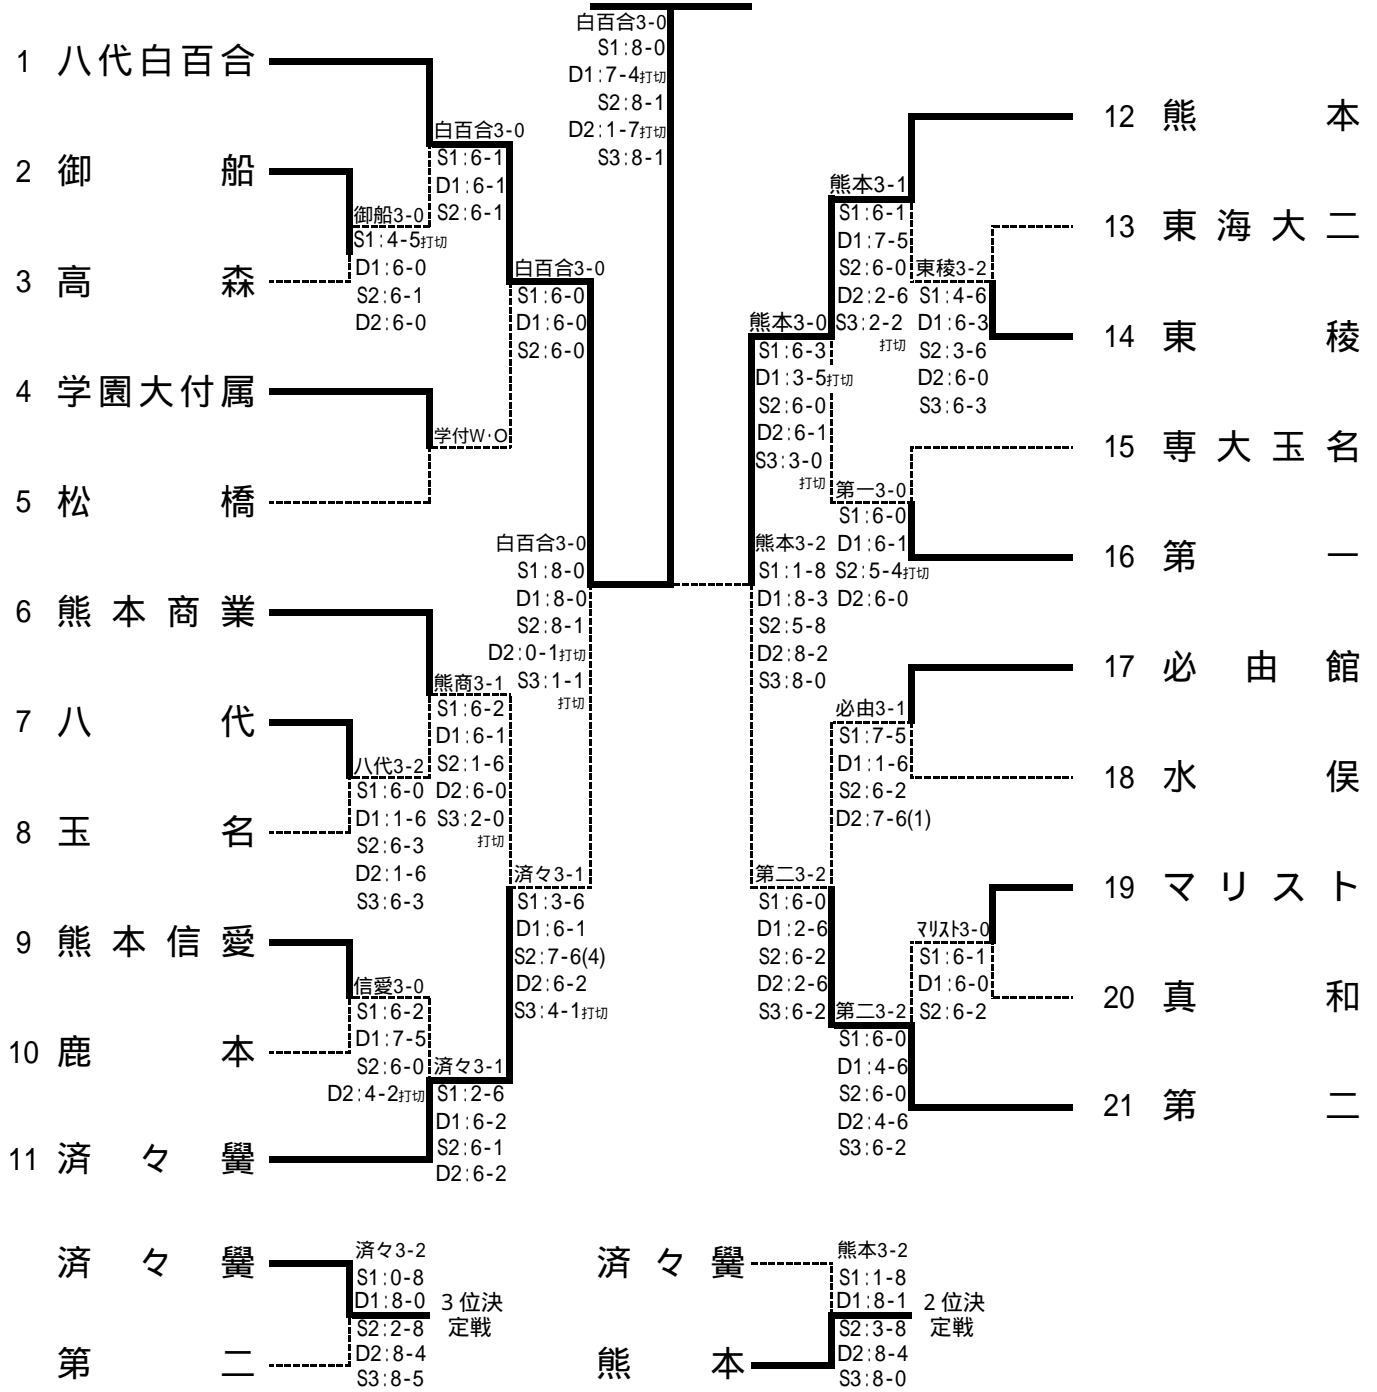 白百合3-0
S1:8-0
D1:7-4打切
S2:8-1
D2:1-7打切
S3:8-1
1 八代白百合
2 御船
3 高森
4 学園大付属
5 松橋
6 熊本商業
7 八代
8 玉名
9 熊本信愛
10 鹿本
11 済々黌
御船3-0
S1:4-5打切
D1:6-0
S2:6-1
D2:6-0
八代3-2
S1:6-0
D1:1-6
S2:6-3
D2:1-6
S3:6-3
信愛3-0
S1:6-2
D1:7-5
S2:6-0
D2:4-2打切
白百合3-0
S1:6-1
D1:6-1
S2:6-1
学付W·O
熊商3-1
S1:6-2
D1:6-1
S2:1-6
D2:6-0
S3:2-0
打切
済々3-1
S1:2-6
D1:6-2
S2:6-1
D2:6-2
白百合3-0
S1:6-0
D1:6-0
S2:6-0
済々3-1
S1:3-6
D1:6-1
S2:7-6(4)
D2:6-2
S3:4-1打切
白百合3-0
S1:8-0
D1:8-0
S2:8-1
D2:0-1打切
S3:1-1
打切
熊本3-2
S1:1-8
D1:8-3
S2:5-8
D2:8-2
S3:8-0
熊本3-0
S1:6-3
D1:3-5打切
S2:6-0
D2:6-1
S3:3-0
打切
第二3-2
S1:6-0
D1:2-6
S2:6-2
D2:2-6
S3:6-2
熊本3-1
S1:6-1
D1:7-5
S2:6-0
D2:2-6
S3:2-2
打切
第一3-0
S1:6-0
D1:6-1
S2:5-4打切
D2:6-0
必由3-1
S1:7-5
D1:1-6
S2:6-2
D2:7-6(1)
第二3-2
S1:6-0
D1:4-6
S2:6-0
D2:4-6
S3:6-2
東稜3-2
S1:4-6
D1:6-3
S2:3-6
D2:6-0
S3:6-3
マリスト3-0
S1:6-1
D1:6-0
S2:6-2
12 熊本
13 東海大二
14 東稜
15 専大玉名
16 第一
17 必由館
18 水俣
19 マリスト
20 真和
21 第二
済々黌
第二
済々3-2
S1:0-8
D1:8-0
S2:2-8
D2:8-4
S3:8-5
3位決
定戦
済々黌
熊本
熊本3-2
S1:1-8
D1:8-1
S2:3-8
D2:8-4
S3:8-0
2位決
定戦